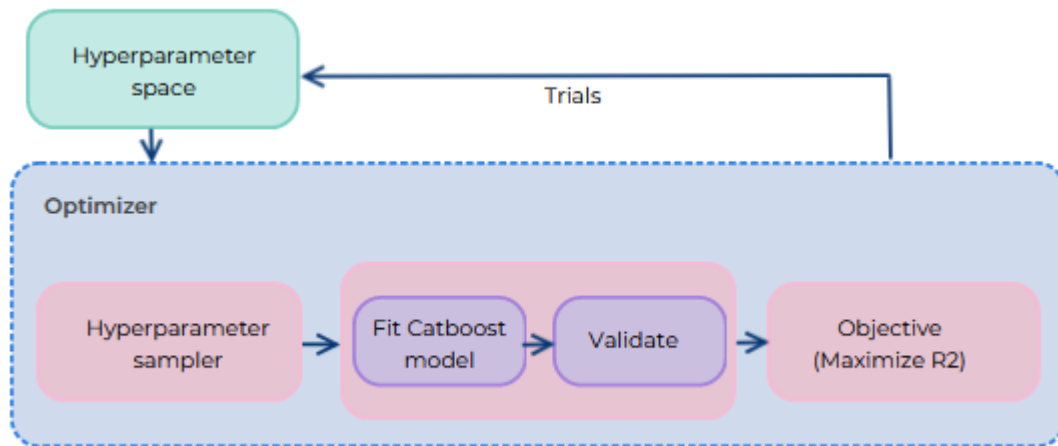 Hyperparameter
space
Trials
Optimizer
Hyperparameter
sampler
Fit Catboost
model
Validate
Objective
(Maximize R2)